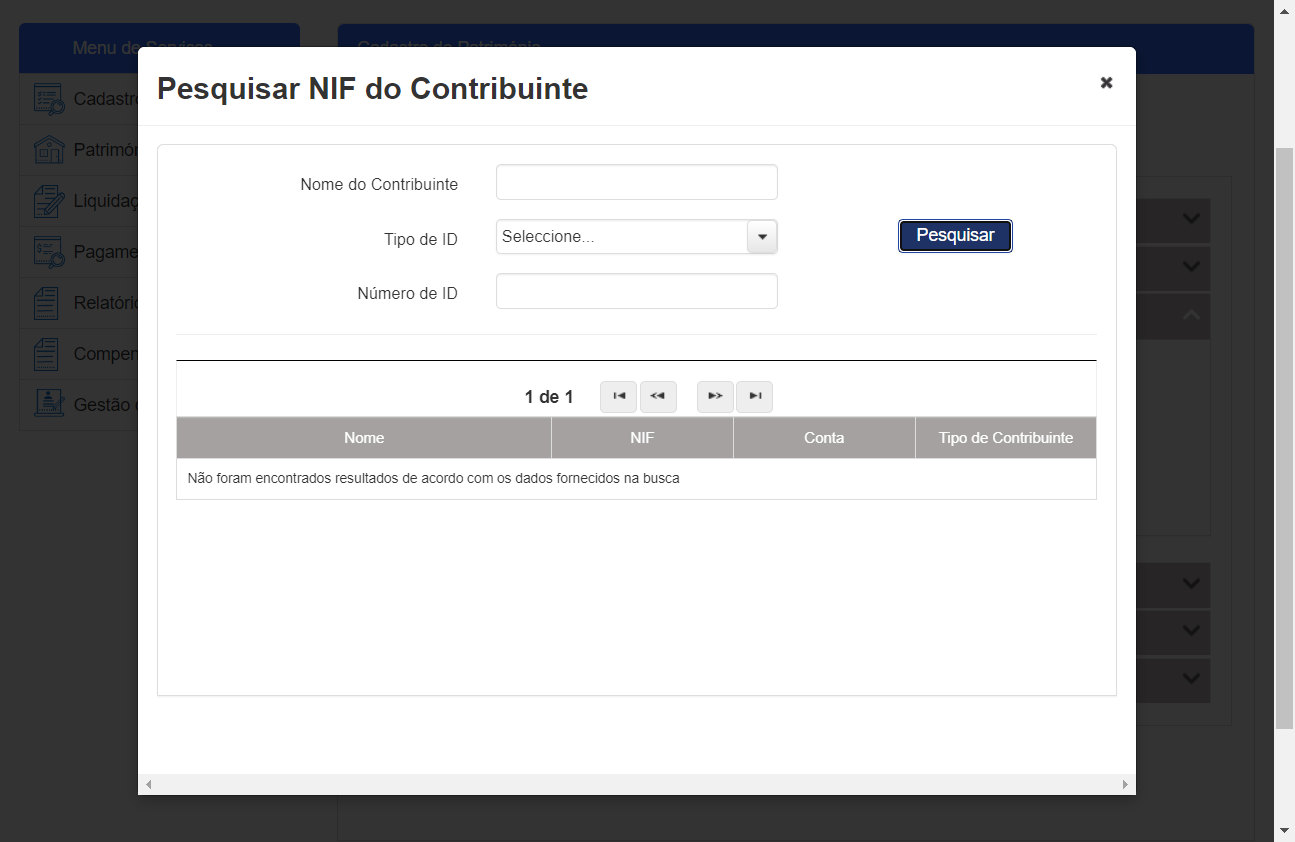 Menu de Serviços
Cadastro de Património
Pesquisar NIF do Contribuinte
Nome do Contribuinte
Tipo de ID
Seleccione...
Pesquisar
Número de ID
1 de 1
Nome
NIF
Conta
Tipo de Contribuinte
Não foram encontrados resultados de acordo com os dados fornecidos na busca
Cadastro
Patrimón
Liquidaç
Pagame
Relatório
Compen
Gestão